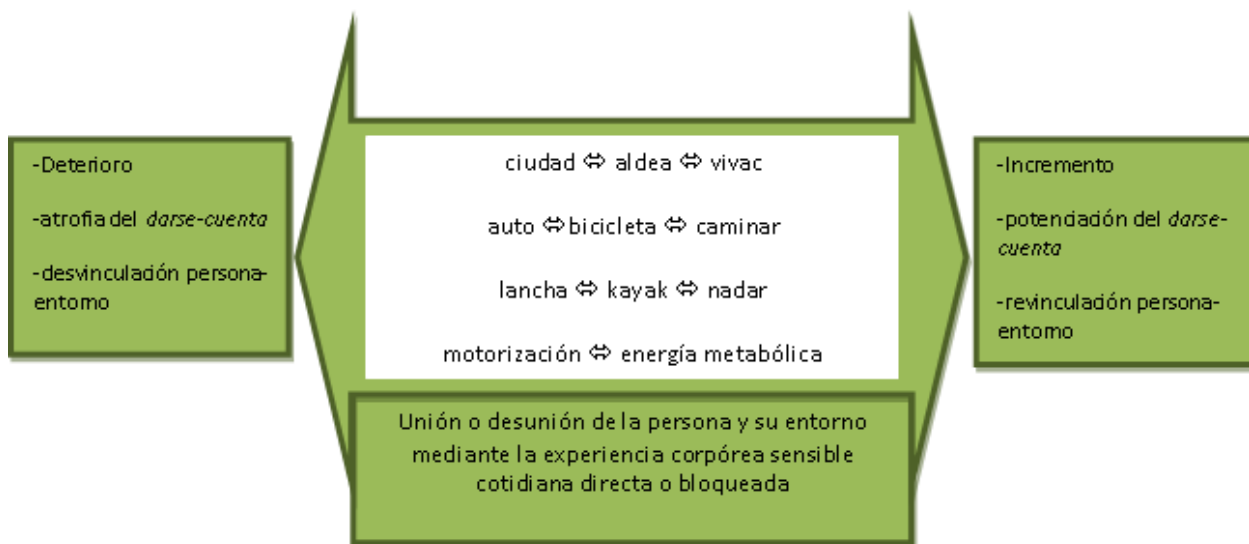 -Deterioro
-atrofia del darse-cuenta
-desvinculación persona-
entorno
ciudad ⇔ aldea ⇔ vivac
auto ⇔bicicleta ⇔ caminar
lancha ⇔ kayak ⇔ nadar
motorización ⇔ energía metabólica
Unión o desunión de la persona y su entorno
mediante la experiencia corpórea sensible
cotidiana directa o bloqueada
-Incremento
-potenciación del darse-
cuenta
-revinculación persona-
entorno